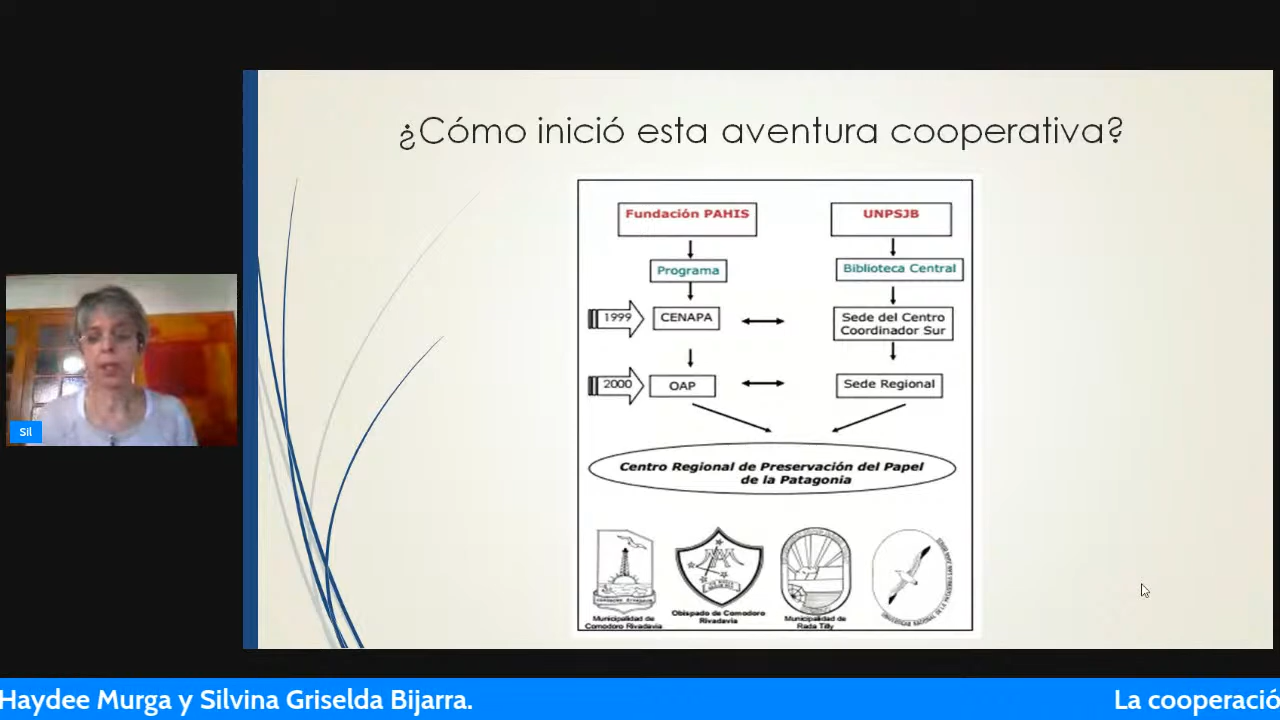 ¿Cómo inició esta aventura cooperativa?
Fundación PAHIS
UNPSJB
Programa
Biblioteca Central
1999
CENAPA
Sede del Centro
Coordinador Sur
2000
OAP
Sede Regional
Centro Regional de Preservación del Papel
de la Patagonia
Municipalidad de
Comodoro Rivadavia
Obispado de Comodoro
Rivadavia
Municipalidad de
Rada Tilly
Sil
Haydee Murga y Silvina Griselda Bijarra.
La cooperació